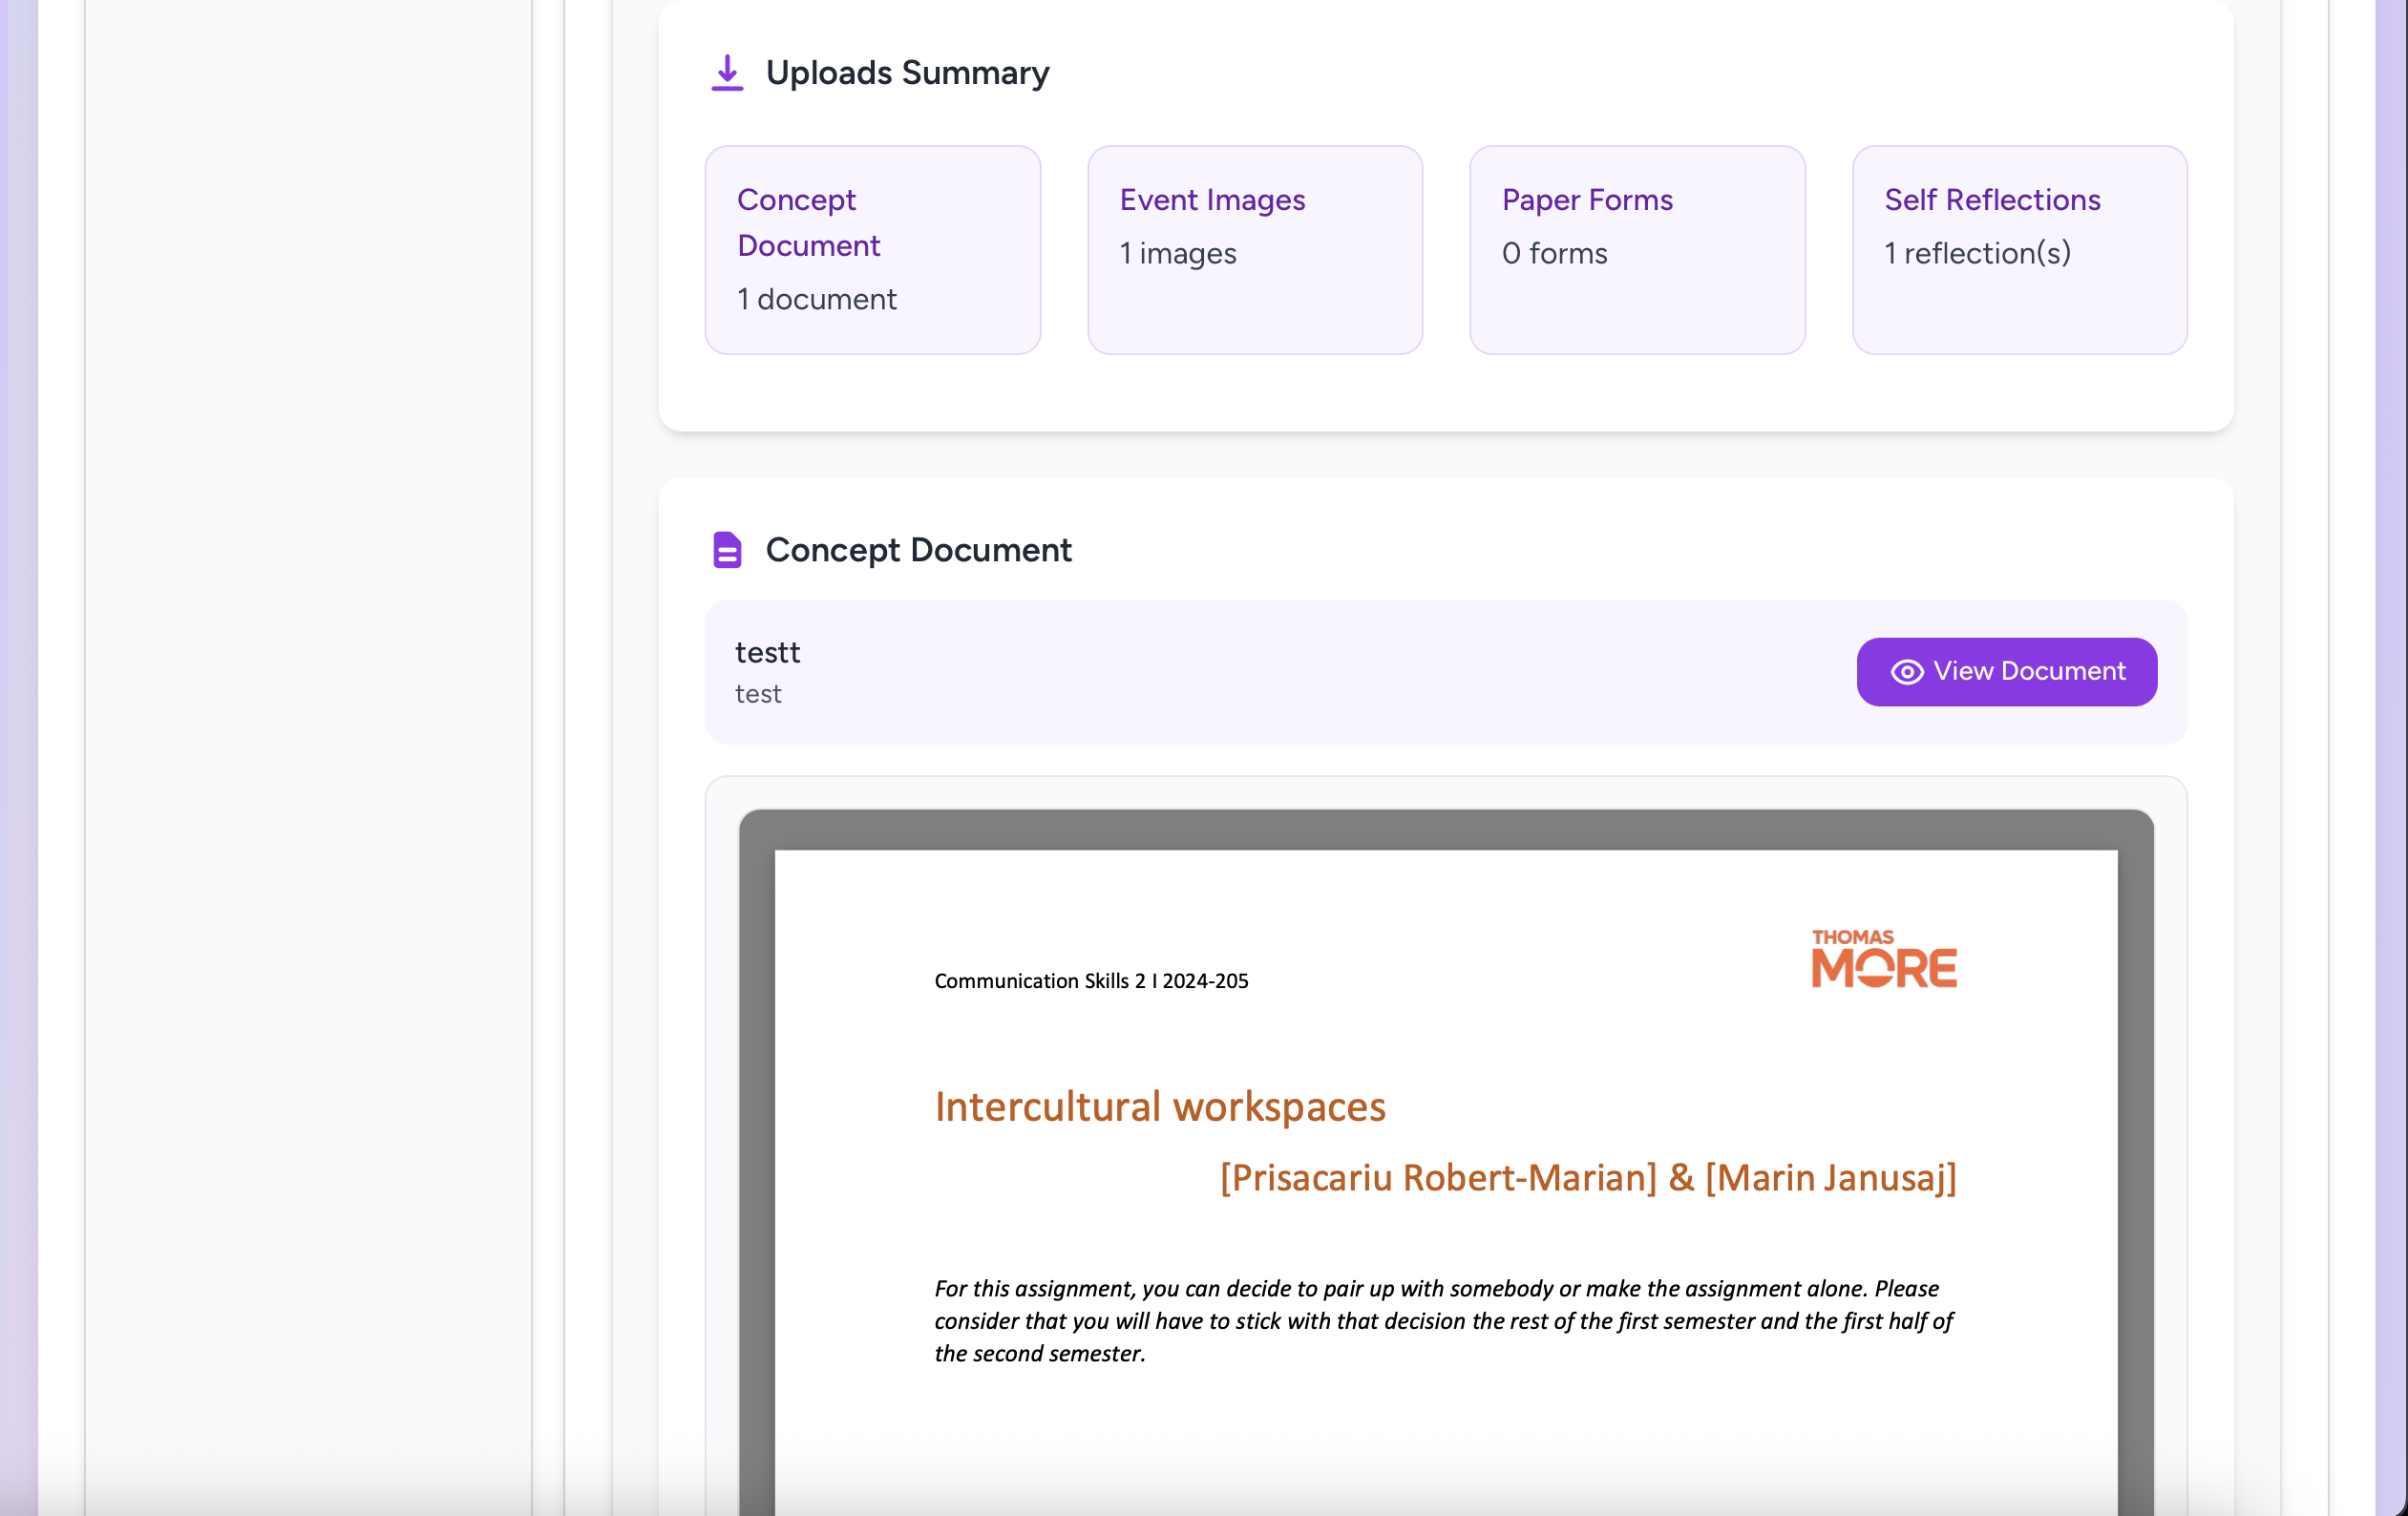 Uploads Summary
Concept
Document
1 document
Event Images
1 images
Paper Forms
0 forms
Self Reflections
1 reflection(s)
Concept Document
testt
test
View Document
THOMAS
MORE
Communication Skills 2 I 2024-205
Intercultural workspaces
[Prisacariu Robert-Marian] & [Marin Janusaj]
For this assignment, you can decide to pair up with somebody or make the assignment alone. Please
consider that you will have to stick with that decision the rest of the first semester and the first half of
the second semester.